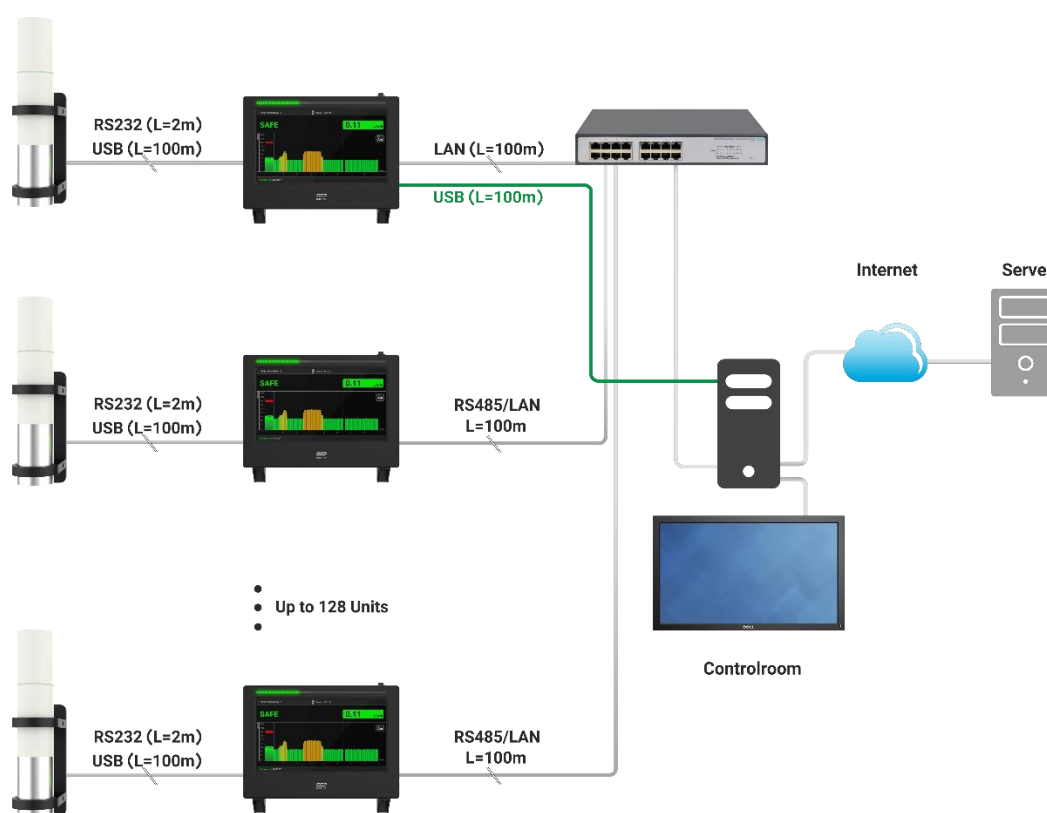 RS232 (L=2m)
USB (L=100m)
SAFE
0.11
LAN (L=100m)
USB (L=100m)
Internet
Serve
RS232 (L=2m)
USB (L=100m)
SAFE
0.11
RS485/LAN
L=100m
Up to 128 Units
DELL
Controlroom
RS232 (L=2m)
USB (L=100m)
SAFE
0.11
RS485/LAN
L=100m